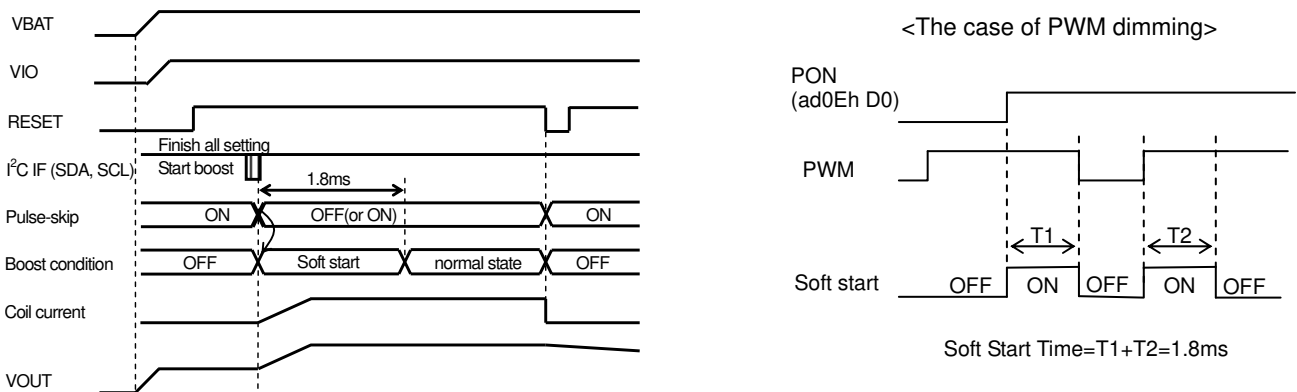 VBAT
VIO
RESET
Finish all setting
I²C IF (SDA, SCL) Start boost
1.8ms
Pulse-skip ON OFF(or ON) ON
Boost condition OFF Soft start normal state OFF
Coil current
VOUT
<The case of PWM dimming>
PON
(ad0Eh D0)
PWM
T1 T2
Soft start OFF ON OFF ON OFF
Soft Start Time=T1+T2=1.8ms